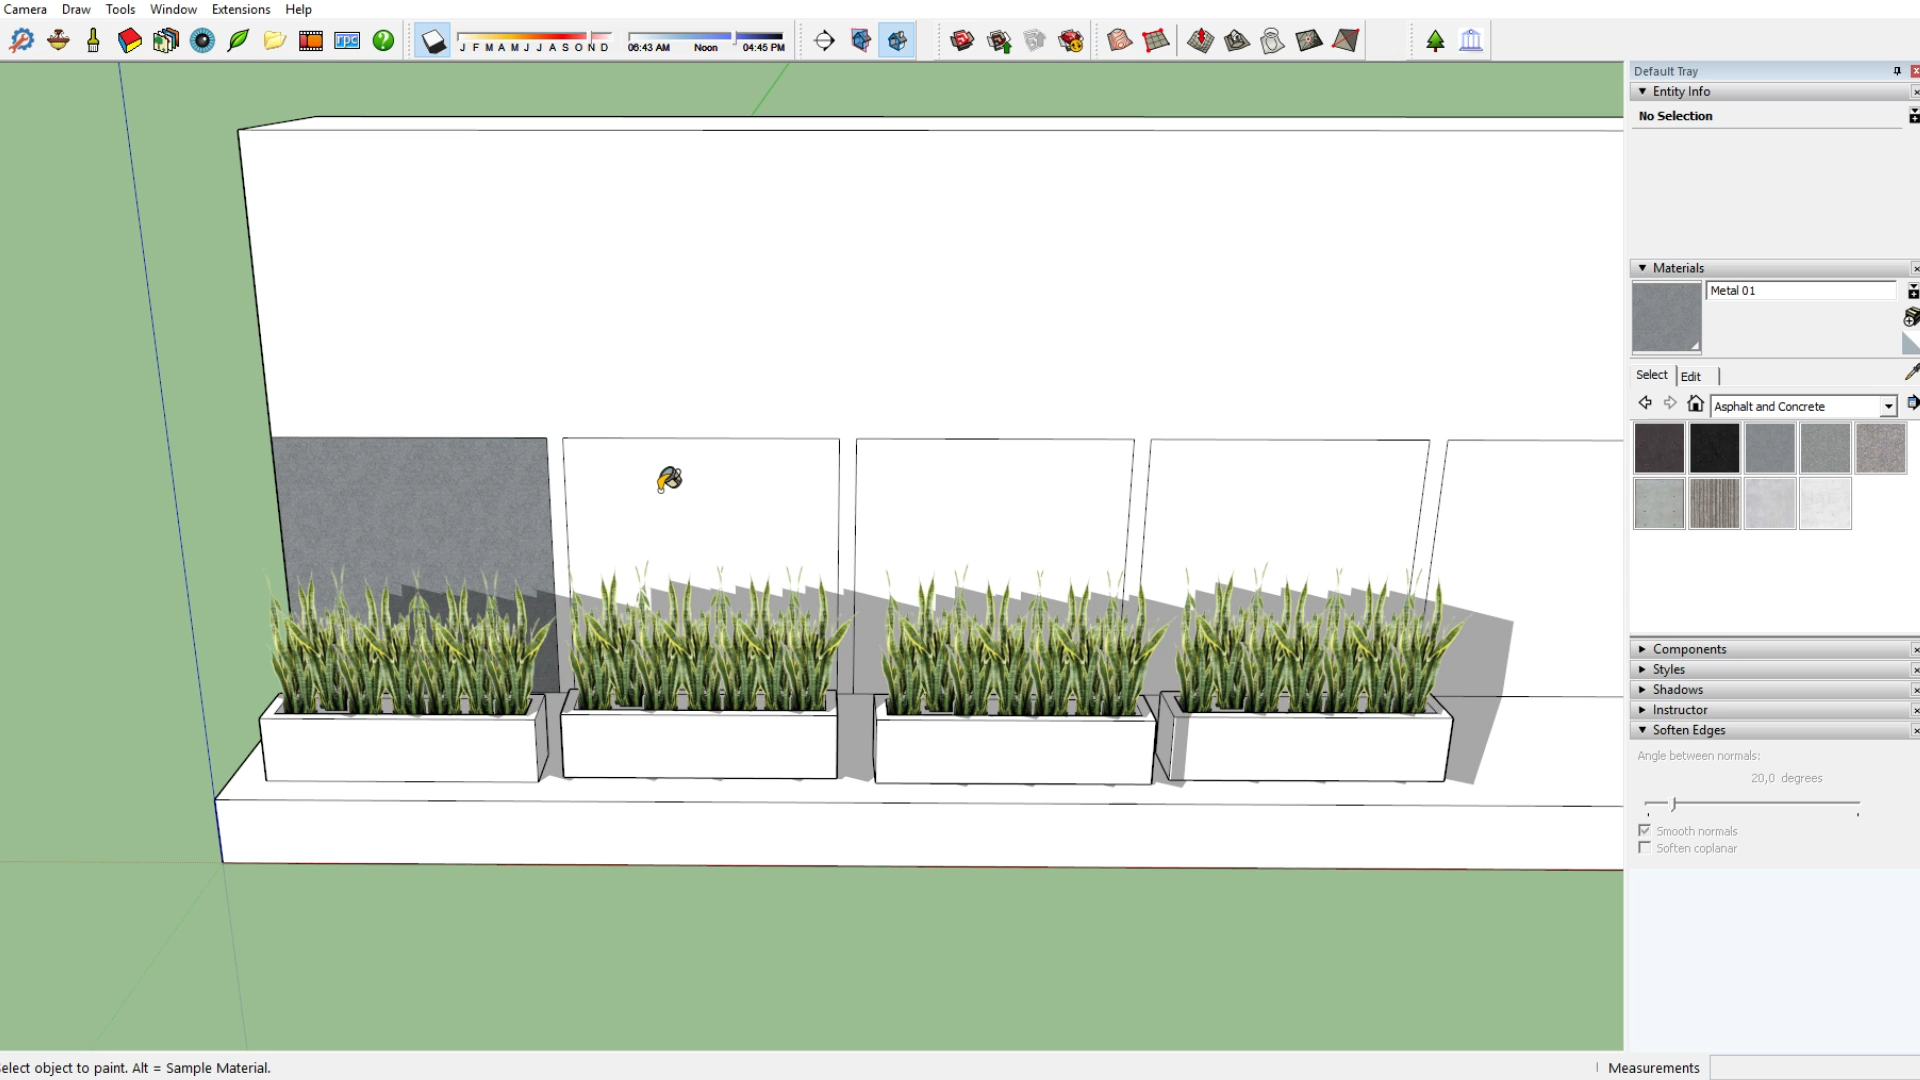 Camera Draw Tools Window Extensions Help
J F M A M J J A S O N D
06:43 AM Noon 04:45 PM
rpc
Default Tray
Entity Info
No Selection
Materials
Metal 01
Select Edit
Asphalt and Concrete
Components
Styles
Shadows
Instructor
Soften Edges
Angle between normals:
20,0 degrees
Smooth normals
Soften coplanar
elect object to paint. Alt = Sample Material.
Measurements